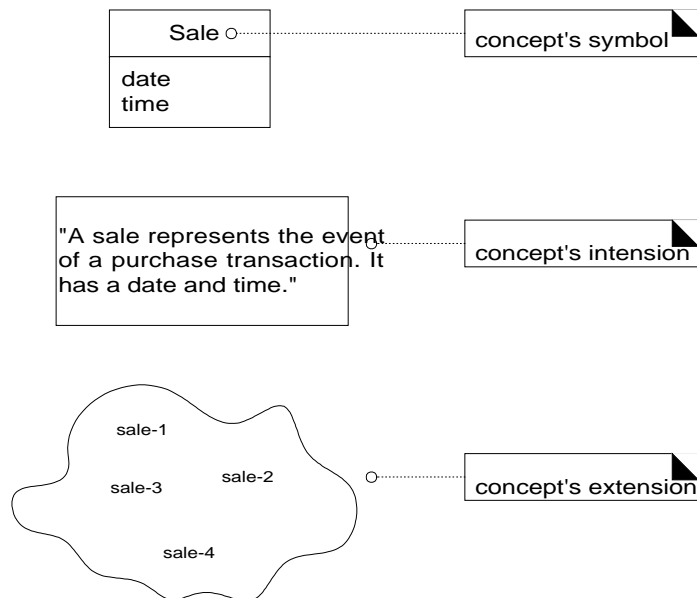 Sale
concept's symbol
date
time
"A sale represents the event
of a purchase transaction. It
has a date and time."
concept's intension
sale-1
sale-2
sale-3
concept's extension
sale-4